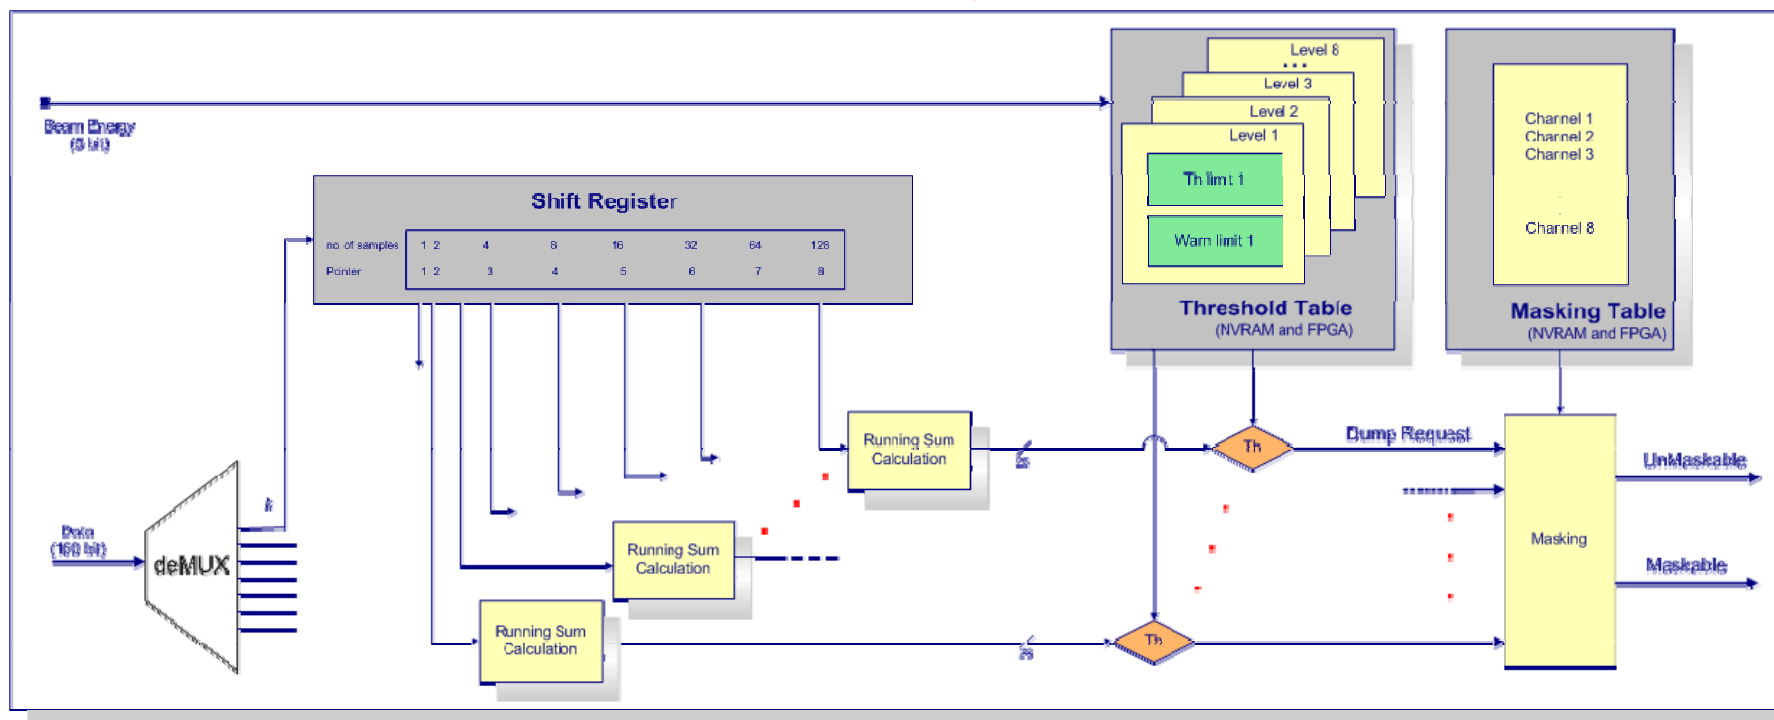 Level 8
...
Level 3
Level 2
Level 1
Th limit 1
Warn limit 1
Threshold Table
(NVRAM and FPGA)
Channel 1
Channel 2
Channel 3
Channel 8
Masking Table
(NVRAM and FPGA)
Beam Energy
bit)
Shift Register
no. of samples 1 2 4 8 16 32 64 128
Pointer 1 2 3 4 5 6 7 8
Running Sum
Calculation
Th
Dump Request
UnMaskable
Data
(160 bit)
deMUX
Running Sum
Calculation
Masking
Maskable
Running Sum
Calculation
Th